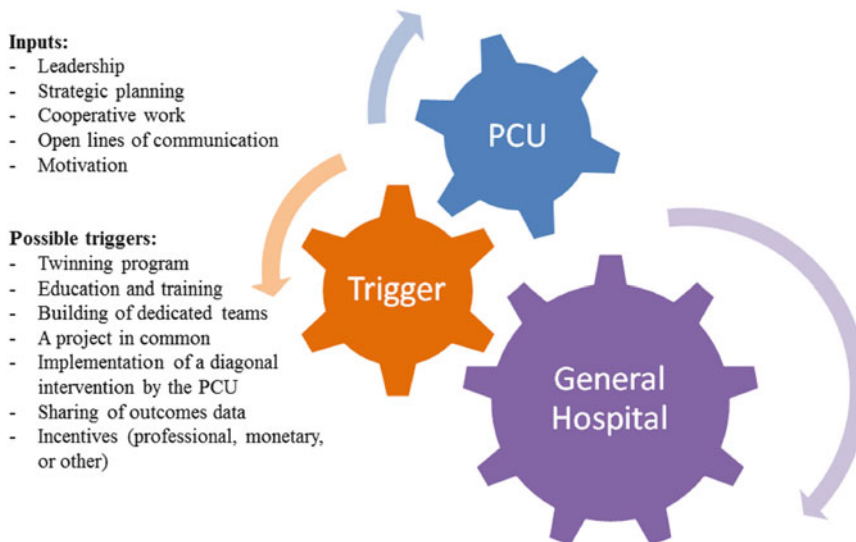 Inputs:
- Leadership
- Strategic planning
- Cooperative work
- Open lines of communication
- Motivation
Possible triggers:
- Twinning program
- Education and training
- Building of dedicated teams
- A project in common
- Implementation of a diagonal
intervention by the PCU
- Sharing of outcomes data
- Incentives (professional, monetary,
or other)
PCU
Trigger
General
Hospital